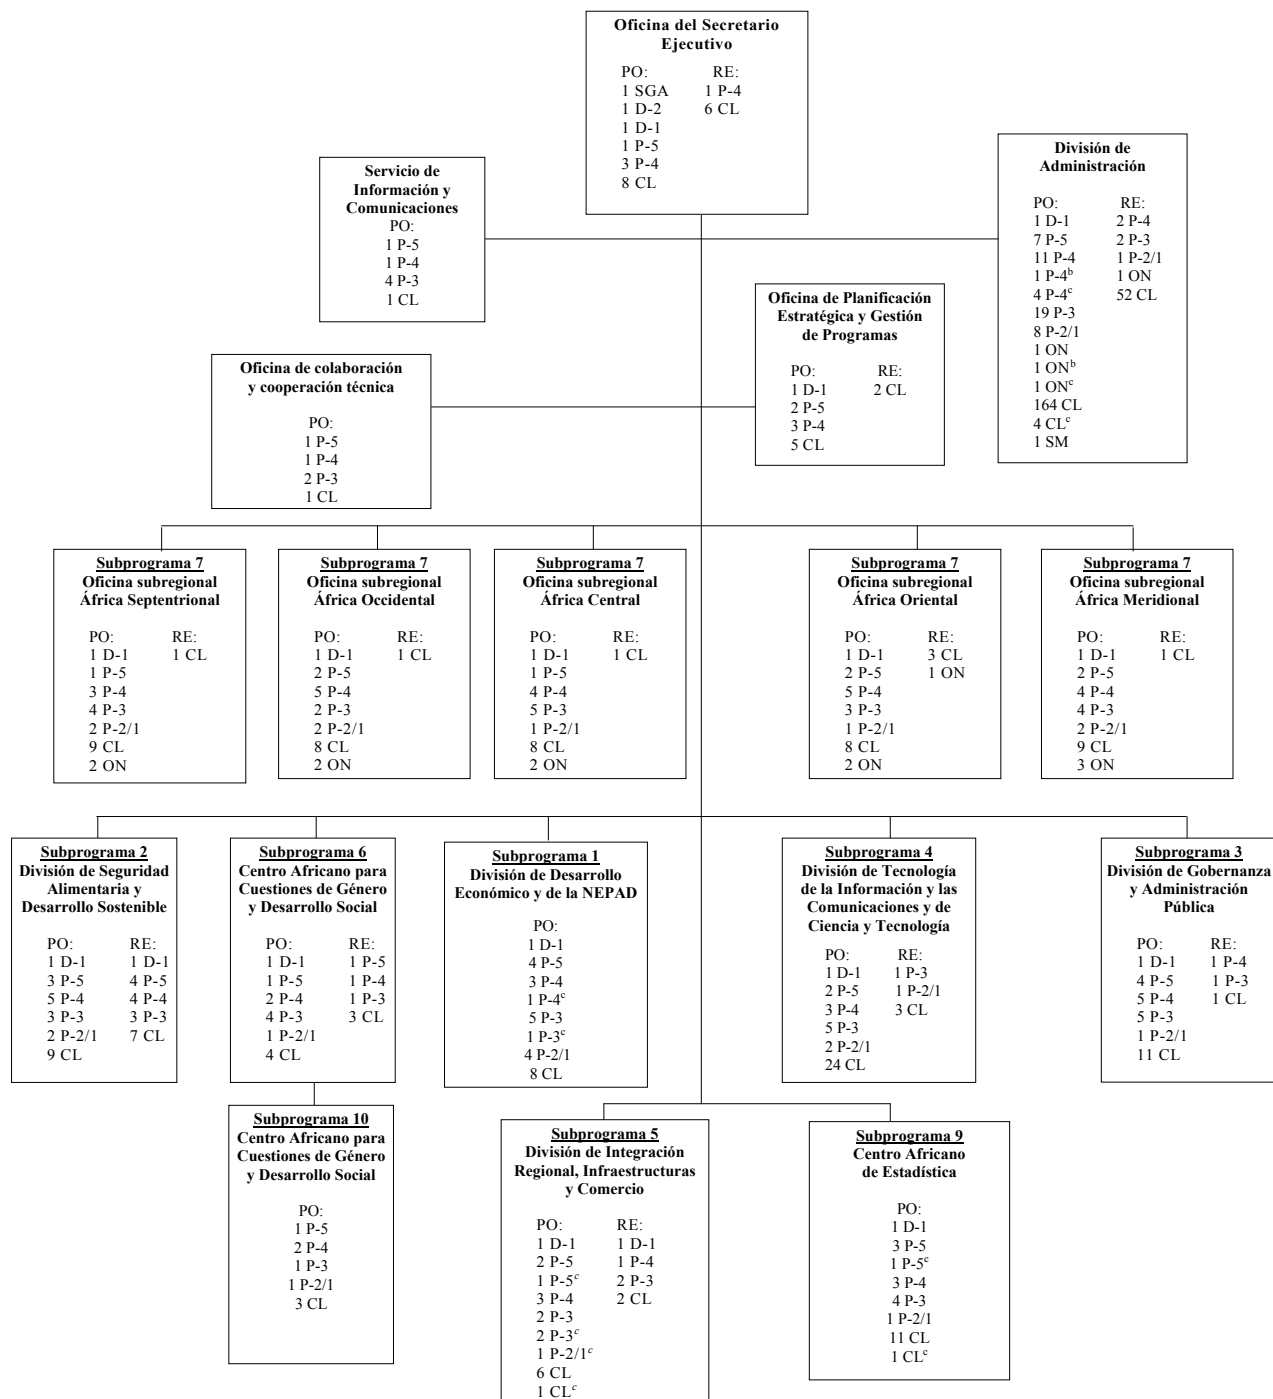 Oficina del Secretario
Ejecutivo
PO: RE:
1 SGA 1 P-4
1 D-2 6 CL
1 D-1
1 P-5
3 P-4
8 CL
Servicio de
Información y
Comunicaciones
PO:
1 P-5
1 P-4
4 P-3
1 CL
División de
Administración
PO: RE:
1 D-1 2 P-4
7 P-5 2 P-3
11 P-4 1 P-2/1
1 P-4b 1 ON
4 P-4c 52 CL
19 P-3
8 P-2/1
1 ON
1 ONb
1 ONc
164 CL
4 CLc
1 SM
Oficina de Planificación
Estratégica y Gestión
de Programas
PO: RE:
1 D-1 2 CL
2 P-5
3 P-4
5 CL
Oficina de colaboración
y cooperación técnica
PO:
1 P-5
1 P-4
2 P-3
1 CL
Subprograma 7
Oficina subregional
África Septentrional
PO: RE:
1 D-1 1 CL
1 P-5
3 P-4
4 P-3
2 P-2/1
9 CL
2 ON
Subprograma 7
Oficina subregional
África Occidental
PO: RE:
1 D-1 1 CL
2 P-5
5 P-4
2 P-3
2 P-2/1
8 CL
2 ON
Subprograma 7
Oficina subregional
África Central
PO: RE:
1 D-1 1 CL
1 P-5
4 P-4
5 P-3
1 P-2/1
8 CL
2 ON
Subprograma 7
Oficina subregional
África Oriental
PO: RE:
1 D-1 3 CL
2 P-5 1 ON
5 P-4
3 P-3
1 P-2/1
8 CL
2 ON
Subprograma 7
Oficina subregional
África Meridional
PO: RE:
1 D-1 1 CL
2 P-5
4 P-4
4 P-3
2 P-2/1
9 CL
3 ON
Subprograma 2
División de Seguridad
Alimentaria y
Desarrollo Sostenible
PO: RE:
1 D-1 1 D-1
3 P-5 4 P-5
5 P-4 4 P-4
3 P-3 3 P-3
2 P-2/1 7 CL
9 CL
Subprograma 6
Centro Africano para
Cuestiones de Género
y Desarrollo Social
PO: RE:
1 D-1 1 P-5
1 P-5 1 P-4
2 P-4 1 P-3
4 P-3 3 CL
1 P-2/1
4 CL
Subprograma 1
División de Desarrollo
Económico y de la NEPAD
PO:
1 D-1
4 P-5
3 P-4
1 P-4c
5 P-3
1 P-3c
4 P-2/1
8 CL
Subprograma 4
División de Tecnología
de la Información y las
Comunicaciones y de
Ciencia y Tecnología
PO: RE:
1 D-1 1 P-3
2 P-5 1 P-2/1
3 P-4 3 CL
5 P-3
2 P-2/1
24 CL
Subprograma 3
División de Gobernanza
y Administración
Pública
PO: RE:
1 D-1 1 P-4
4 P-5 1 P-3
5 P-4 1 CL
5 P-3
1 P-2/1
11 CL
Subprograma 10
Centro Africano para
Cuestiones de Género
y Desarrollo Social
PO:
1 P-5
2 P-4
1 P-3
1 P-2/1
3 CL
Subprograma 5
División de Integración
Regional, Infraestructuras
y Comercio
PO: RE:
1 D-1 1 D-1
2 P-5 1 P-4
1 P-5c 2 P-3
3 P-4 2 CL
2 P-3
2 P-3c
1 P-2/1c
6 CL
1 CLc
Subprograma 9
Centro Africano
de Estadística
PO:
1 D-1
3 P-5
1 P-5c
3 P-4
4 P-3
1 P-2/1
11 CL
1 CLc